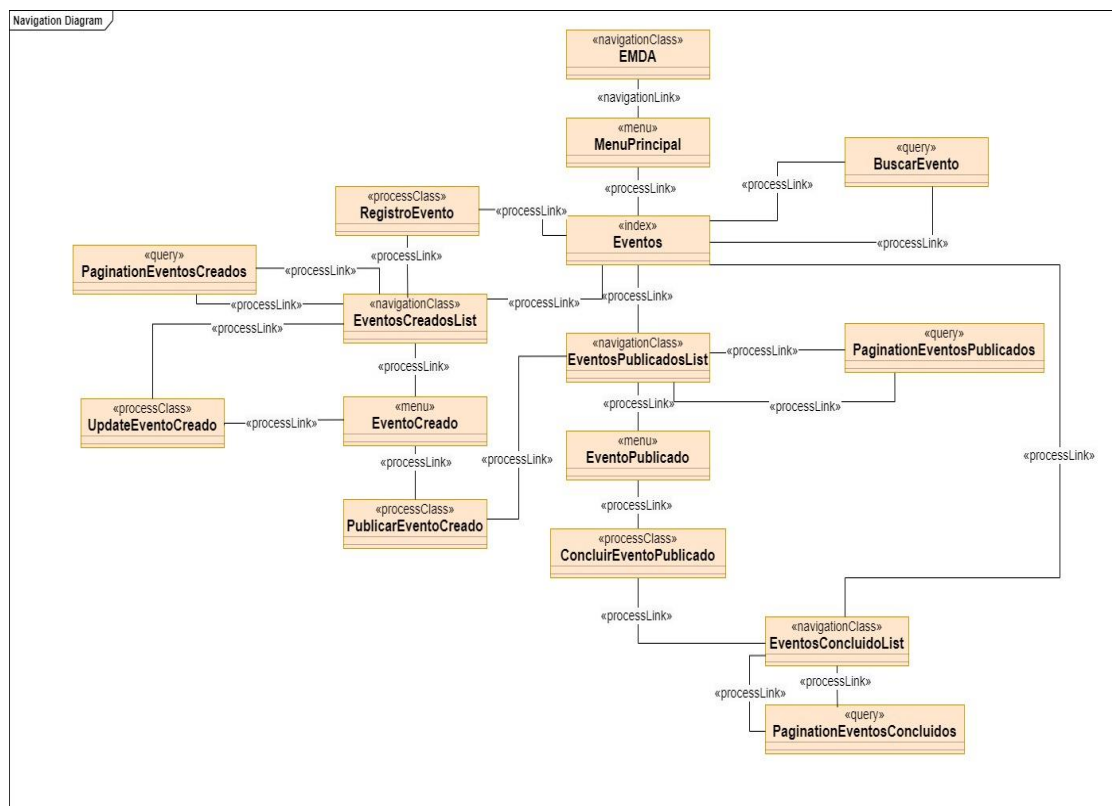 Navigation Diagram
«navigationClass»
EMDA
«navigationLink»
«menu»
MenuPrincipal
«processLink»
«query»
BuscarEvento
«processLink»
«processLink»
«processClass»
RegistroEvento
«processLink»
«index»
Eventos
«processLink»
«query»
PaginationEventosCreados
«processLink»
«processLink»
«navigationClass»
EventosCreadosList
«processLink»
«processLink»
«processLink»
«navigationClass»
EventosPublicadosList
«processLink»
«query»
PaginationEventosPublicados
«processLink»
«processLink»
«processLink»
«processClass»
UpdateEventoCreado
«processLink»
«menu»
EventoCreado
«processLink»
«processLink»
«menu»
EventoPublicado
«processLink»
«processLink»
«processClass»
PublicarEventoCreado
«processLink»
«processClass»
ConcluirEventoPublicado
«processLink»
«navigationClass»
EventosConcluidoList
«processLink»
«processLink»
«query»
PaginationEventosConcluidos